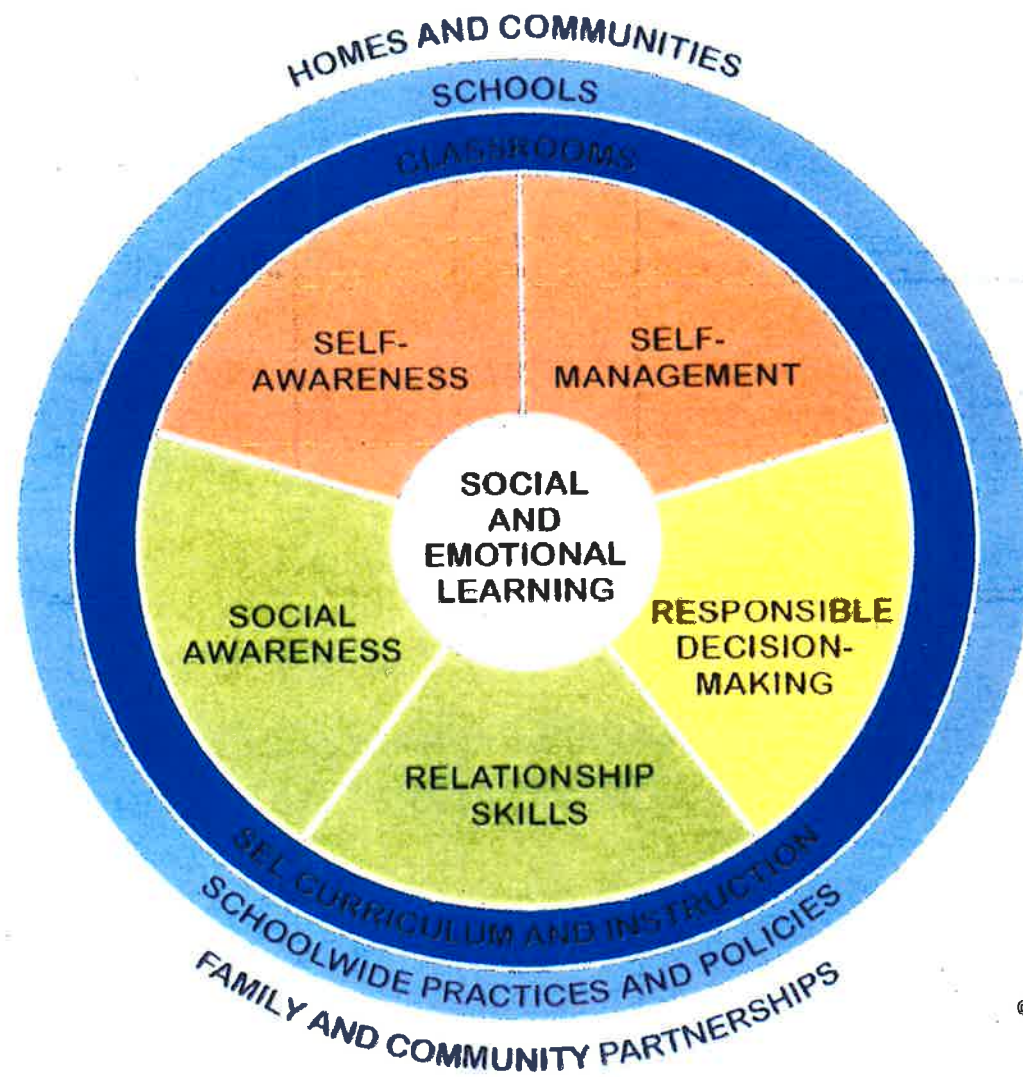 HOMES AND COMMUNITIES
SCHOOLS
CLASSROOMS
SELF-
AWARENESS
SELF-
MANAGEMENT
SOCIAL
AND
EMOTIONAL
LEARNING
SOCIAL
AWARENESS
RESPONSIBLE
DECISION-
MAKING
RELATIONSHIP
SKILLS
SEL CURRICULUM AND INSTRUCTION
SCHOOLWIDE PRACTICES AND POLICIES
FAMILY AND COMMUNITY PARTNERSHIPS
©